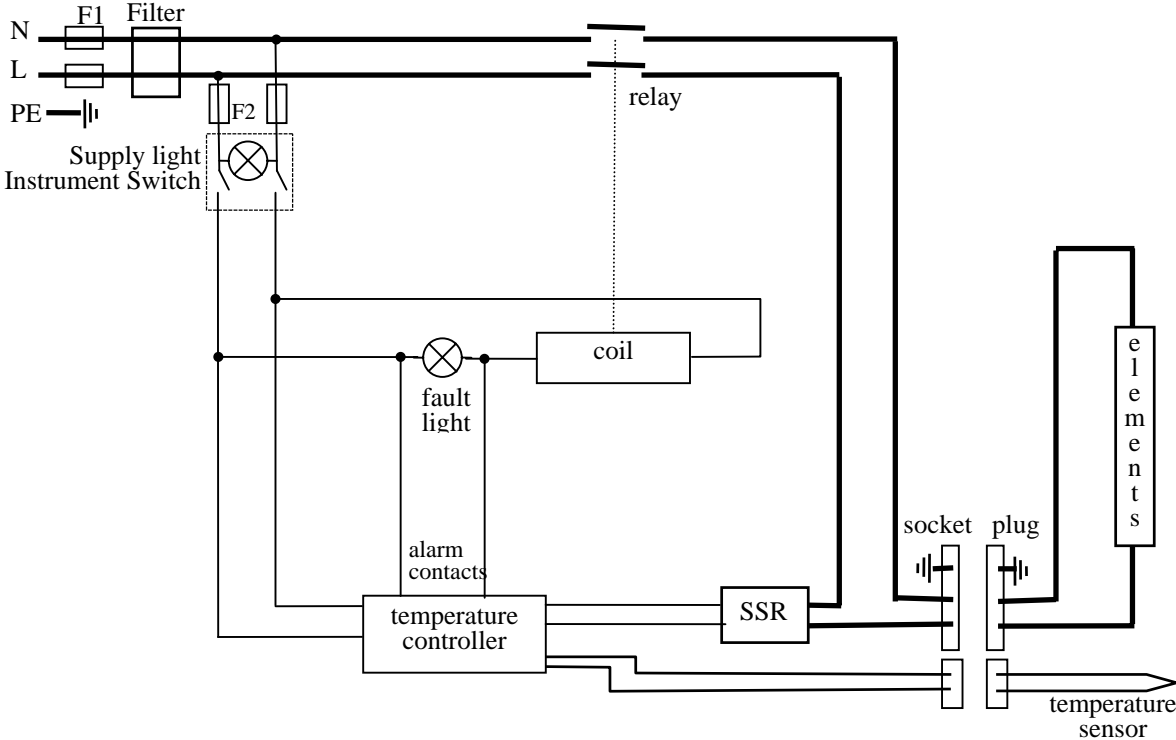 F1 Filter
N
L
PE
F2
relay
Supply light
Instrument Switch
coil
fault
light
elements
socket plug
alarm
contacts
temperature
controller
SSR
temperature
sensor